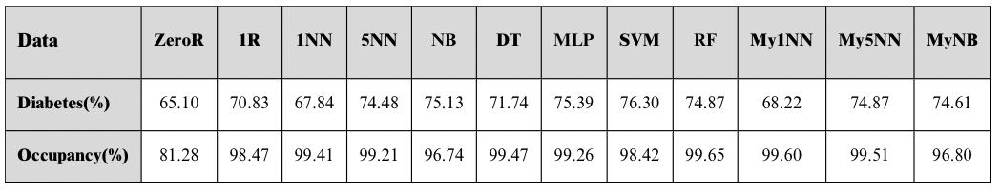 Data ZeroR 1R 1NN 5NN NB DT MLP SVM RF My1NN My5NN MyNB
Diabetes(%) 65.10 70.83 67.84 74.48 75.13 71.74 75.39 76.30 74.87 68.22 74.87 74.61
Occupancy(%) 81.28 98.47 99.41 99.21 96.74 99.47 99.26 98.42 99.65 99.60 99.51 96.80